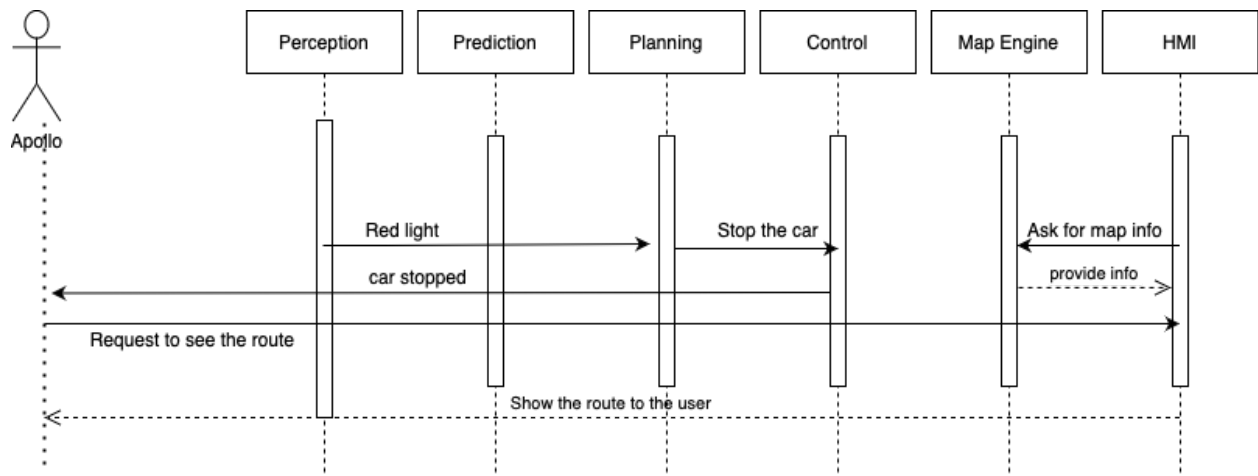 Perception
Prediction
Planning
Control
Map Engine
HMI
Apollo
Red light
Stop the car
Ask for map info
car stopped
provide info
Request to see the route
Show the route to the user